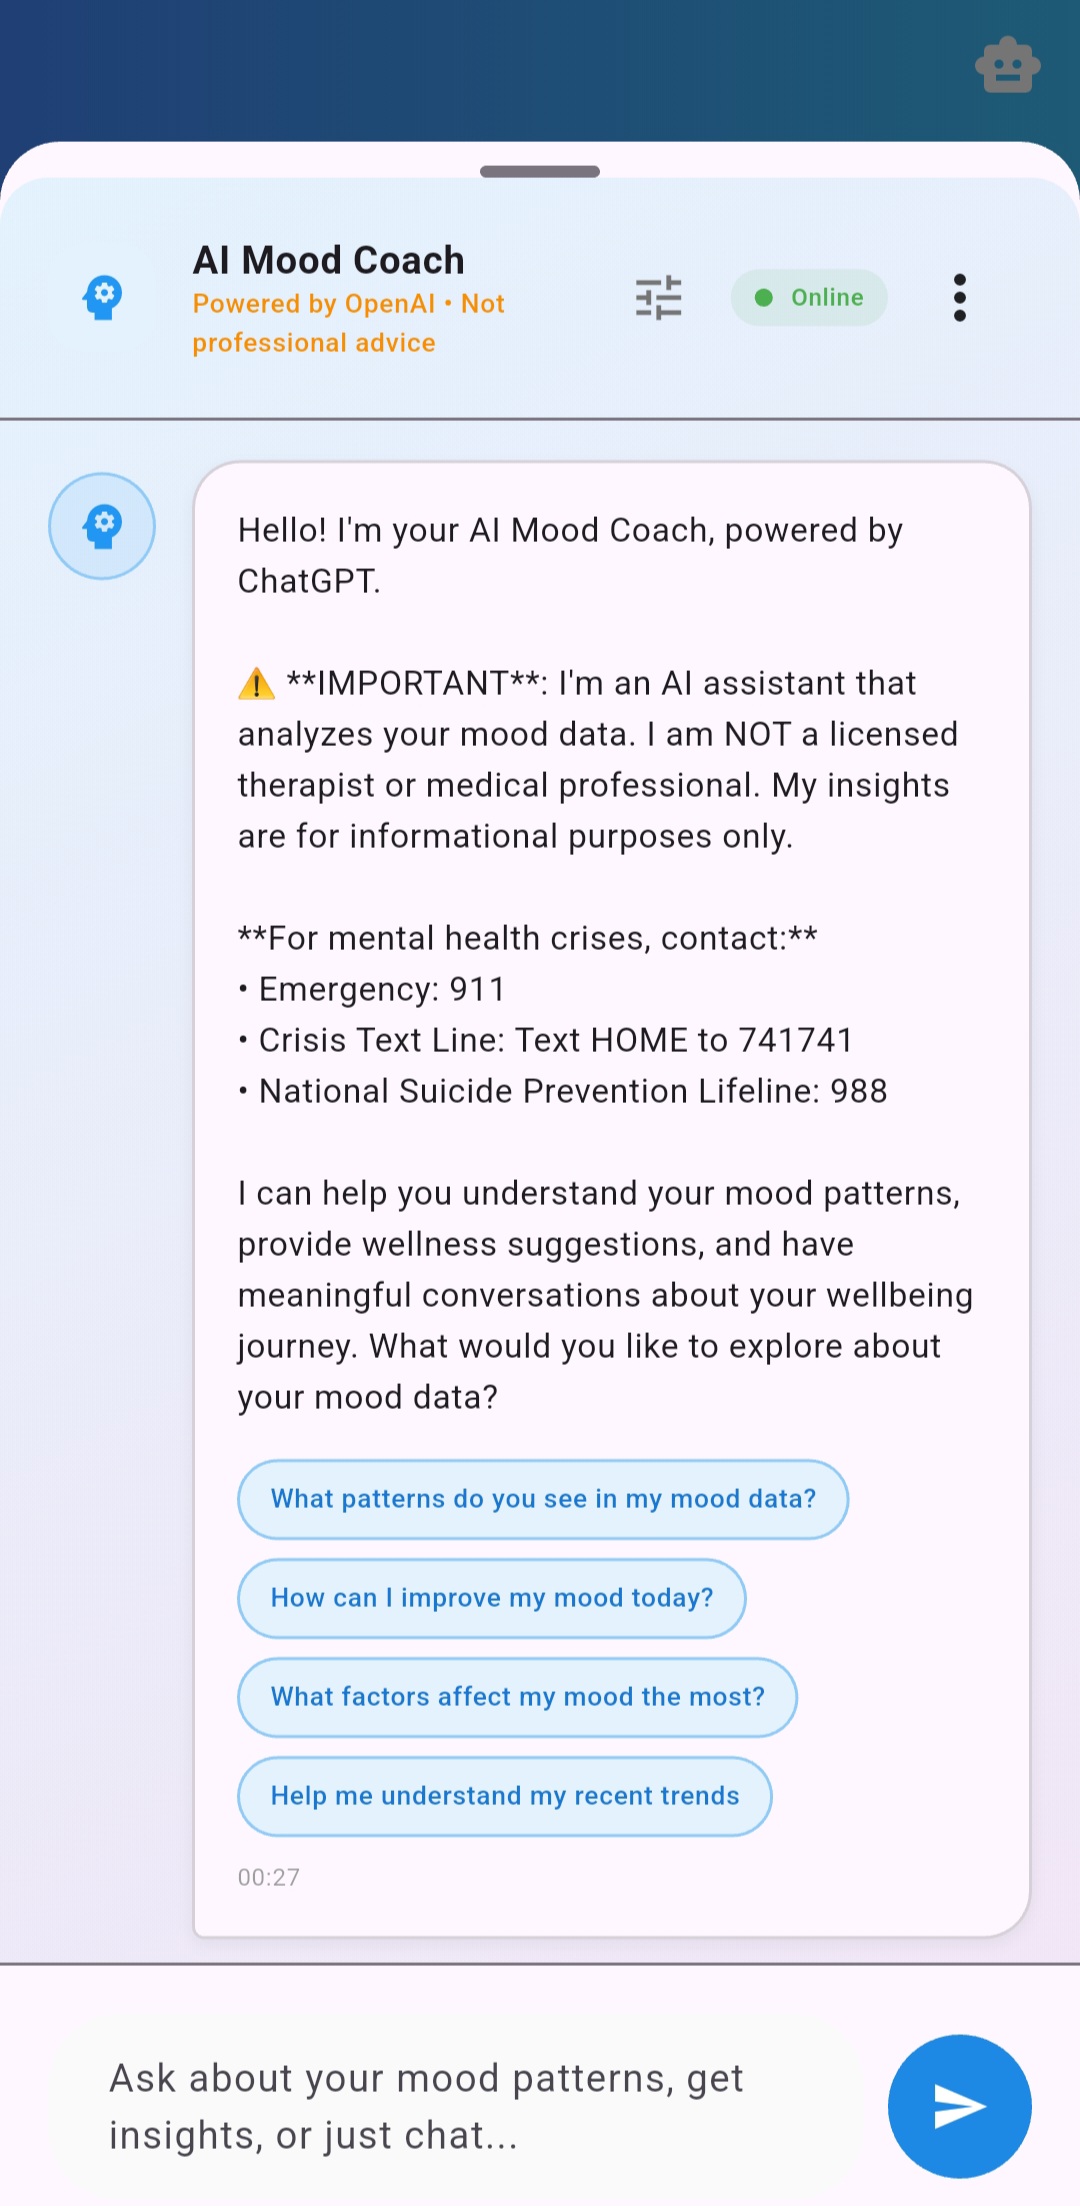 AI Mood Coach
Powered by OpenAI • Not
professional advice
Online
Hello! I'm your AI Mood Coach, powered by
ChatGPT.
⚠️ **IMPORTANT**: I'm an AI assistant that
analyzes your mood data. I am NOT a licensed
therapist or medical professional. My insights
are for informational purposes only.
**For mental health crises, contact:**
• Emergency: 911
• Crisis Text Line: Text HOME to 741741
• National Suicide Prevention Lifeline: 988
I can help you understand your mood patterns,
provide wellness suggestions, and have
meaningful conversations about your wellbeing
journey. What would you like to explore about
your mood data?
What patterns do you see in my mood data?
How can I improve my mood today?
What factors affect my mood the most?
Help me understand my recent trends
00:27
Ask about your mood patterns, get
insights, or just chat...